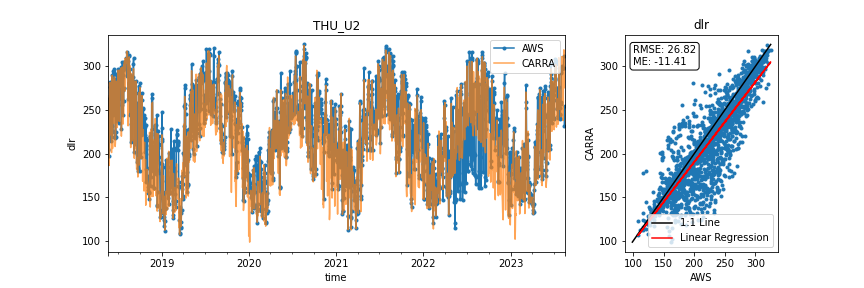 THU_U2
dlr
300
250
200
150
100
2019
2020
2021
2022
2023
time
AWS
CARRA
dlr
CARRA
300
250
200
150
100
RMSE: 26.82
ME: -11.41
1:1 Line
Linear Regression
100
150
200
250
300
AWS